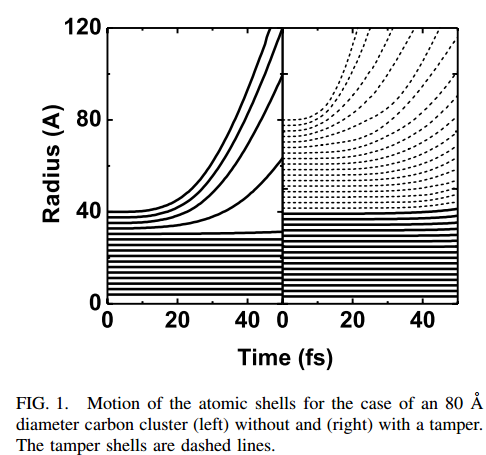 120
80
40
0
Radius (A)
0 20 40 0 20 40
Time (fs)
FIG. 1. Motion of the atomic shells for the case of an 80 Å
diameter carbon cluster (left) without and (right) with a tamper.
The tamper shells are dashed lines.